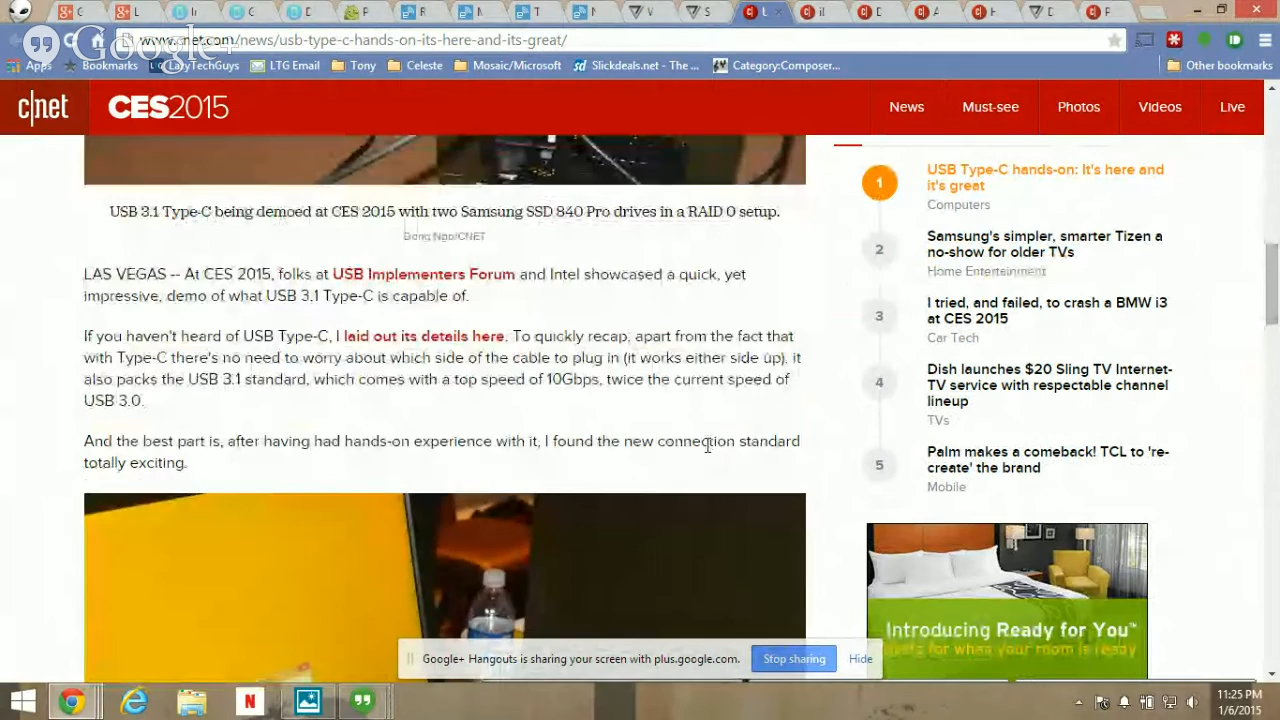 Google+
www.cnet.com/news/usb-type-c-hands-on-its-here-and-its-great/
Apps
Bookmarks
LazyTechGuys
LTG Email
Tony
Celeste
Mosaic/Microsoft
Slickdeals.net - The ...
Category:Composer...
Other bookmarks
c|net
CES2015
News
Must-see
Photos
Videos
Live
USB 3.1 Type-C being demoed at CES 2015 with two Samsung SSD 840 Pro drives in a RAID 0 setup.
Dong Ngo/CNET
LAS VEGAS -- At CES 2015, folks at USB Implementers Forum and Intel showcased a quick, yet
impressive, demo of what USB 3.1 Type-C is capable of.
If you haven't heard of USB Type-C, I laid out its details here. To quickly recap, apart from the fact that
with Type-C there's no need to worry about which side of the cable to plug in (it works either side up), it
also packs the USB 3.1 standard, which comes with a top speed of 10Gbps, twice the current speed of
USB 3.0.
And the best part is, after having had hands-on experience with it, I found the new connection standard
totally exciting.
1
USB Type-C hands-on: It's here and
it's great
Computers
2
Samsung's simpler, smarter Tizen a
no-show for older TVs
Home Entertainment
3
I tried, and failed, to crash a BMW i3
at CES 2015
Car Tech
4
Dish launches $20 Sling TV Internet-
TV service with respectable channel
lineup
TVs
5
Palm makes a comeback! TCL to 're-
create' the brand
Mobile
Introducing Ready for You™
when your room is ready
Google+ Hangouts is sharing your screen with plus.google.com.
Stop sharing
Hide
11:25 PM
1/6/2015